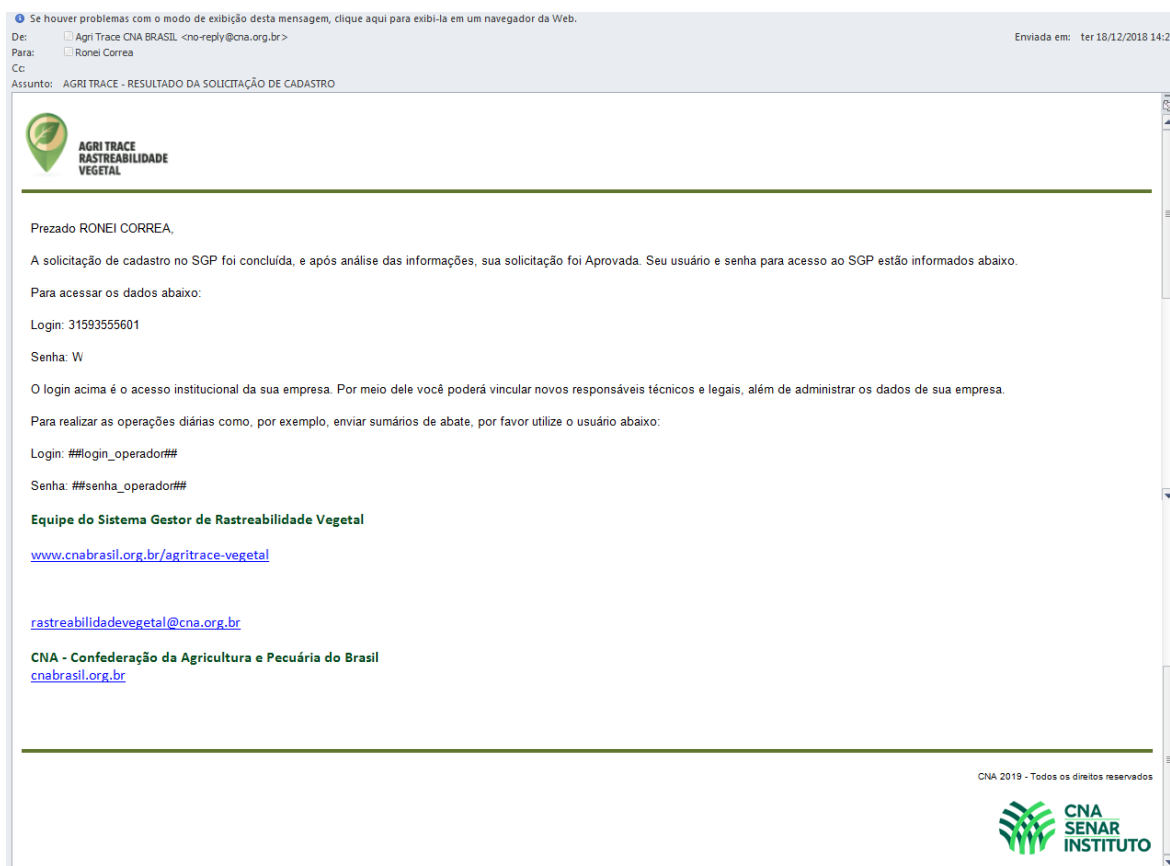 Se houver problemas com o modo de exibição desta mensagem, clique aqui para exibi-la em um navegador da Web.
De: Agri Trace CNA BRASIL <no-reply@cna.org.br> Enviada em: ter 18/12/2018 14:2
Para: Ronei Correa
Cc:
Assunto: AGRI TRACE - RESULTADO DA SOLICITAÇÃO DE CADASTRO
AGRI TRACE
RASTREABILIDADE
VEGETAL
Prezado RONEI CORREA,
A solicitação de cadastro no SGP foi concluída, e após análise das informações, sua solicitação foi Aprovada. Seu usuário e senha para acesso ao SGP estão informados abaixo.
Para acessar os dados abaixo:
Login: 31593555601
Senha: W
O login acima é o acesso institucional da sua empresa. Por meio dele você poderá vincular novos responsáveis técnicos e legais, além de administrar os dados de sua empresa.
Para realizar as operações diárias como, por exemplo, enviar sumários de abate, por favor utilize o usuário abaixo:
Login: ##login_operador##
Senha: ##senha_operador##
Equipe do Sistema Gestor de Rastreabilidade Vegetal
www.cnabrasil.org.br/agritrace-vegetal
rastreabilidadevegetal@cna.org.br
CNA - Confederação da Agricultura e Pecuária do Brasil
cnabrasil.org.br
CNA 2019 - Todos os direitos reservados
CNA
SENAR
INSTITUTO